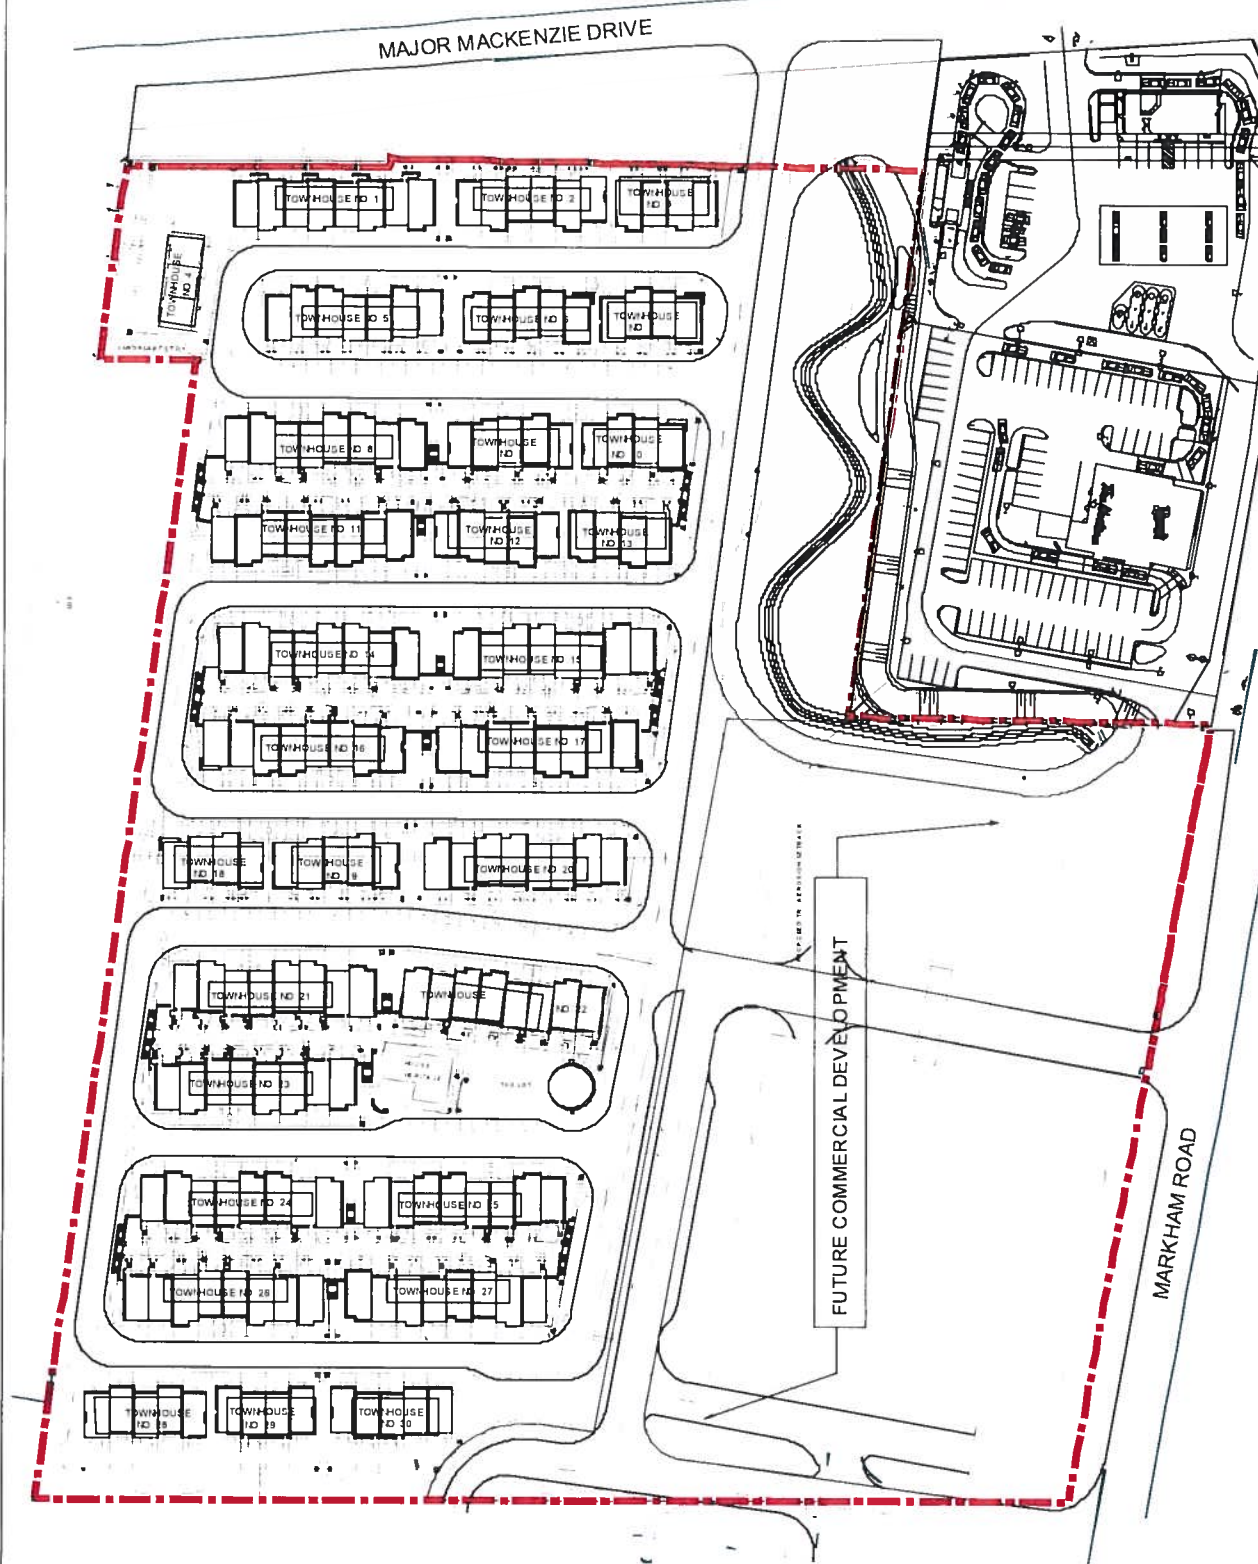 MAJOR MACKENZIE DRIVE
TOWNHOUSE NO 1
TOWNHOUSE NO 2
TOWNHOUSE
NO
TOWNHOUSE
NO 4
TOWNHOUSE NO 5
TOWNHOUSE NO 6
TOWNHOUSE
NO
TOWNHOUSE NO 8
TOWNHOUSE
NO
TOWNHOUSE
NO 10
TOWNHOUSE NO 11
TOWNHOUSE
NO 12
TOWNHOUSE
NO 13
TOWNHOUSE NO 14
TOWNHOUSE NO 15
TOWNHOUSE NO 16
TOWNHOUSE NO 17
TOWNHOUSE
NO 18
TOWNHOUSE
NO 9
TOWNHOUSE NO 20
TOWNHOUSE NO 21
TOWNHOUSE
NO 22
TOWNHOUSE NO 23
TOWNHOUSE NO 24
TOWNHOUSE NO 25
TOWNHOUSE NO 26
TOWNHOUSE NO 27
TOWNHOUSE
NO 28
TOWNHOUSE
NO 29
TOWNHOUSE
NO 30
FUTURE COMMERCIAL DEVELOPMENT
MARKHAM ROAD